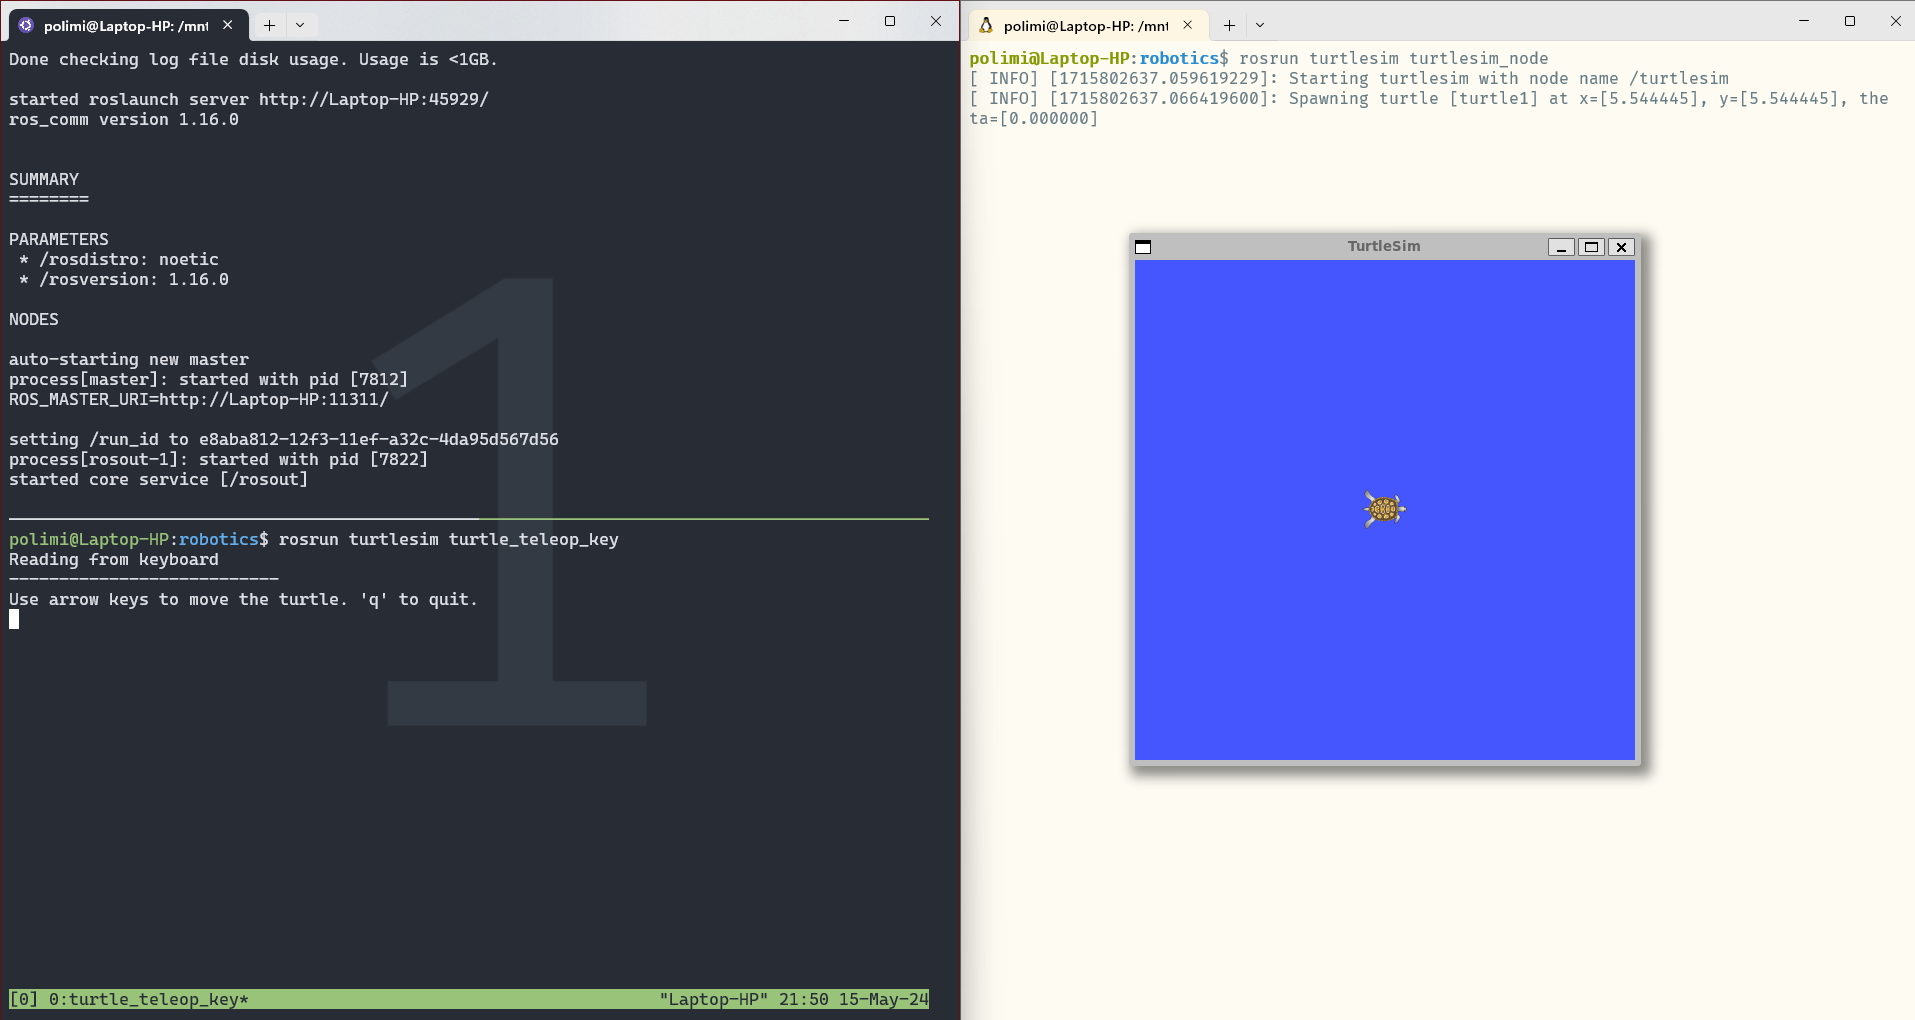 polimi@Laptop-HP: /mnt
Done checking log file disk usage. Usage is <1GB.
started roslaunch server http://Laptop-HP:45929/
ros_comm version 1.16.0
SUMMARY
========
PARAMETERS
 * /rosdistro: noetic
 * /rosversion: 1.16.0
NODES
auto-starting new master
process[master]: started with pid [7812]
ROS_MASTER_URI=http://Laptop-HP:11311/
setting /run_id to e8aba812-12f3-11ef-a32c-4da95d567d56
process[rosout-1]: started with pid [7822]
started core service [/rosout]
polimi@Laptop-HP:robotics$ rosrun turtlesim turtle_teleop_key
Reading from keyboard
---------------------------
Use arrow keys to move the turtle. 'q' to quit.
1
[0] 0:turtle_teleop_key* "Laptop-HP" 21:50 15-May-24
polimi@Laptop-HP: /mnt
polimi@Laptop-HP:robotics$ rosrun turtlesim turtlesim_node
[ INFO] [1715802637.059619229]: Starting turtlesim with node name /turtlesim
[ INFO] [1715802637.066419600]: Spawning turtle [turtle1] at x=[5.544445], y=[5.544445], the
ta=[0.000000]
TurtleSim